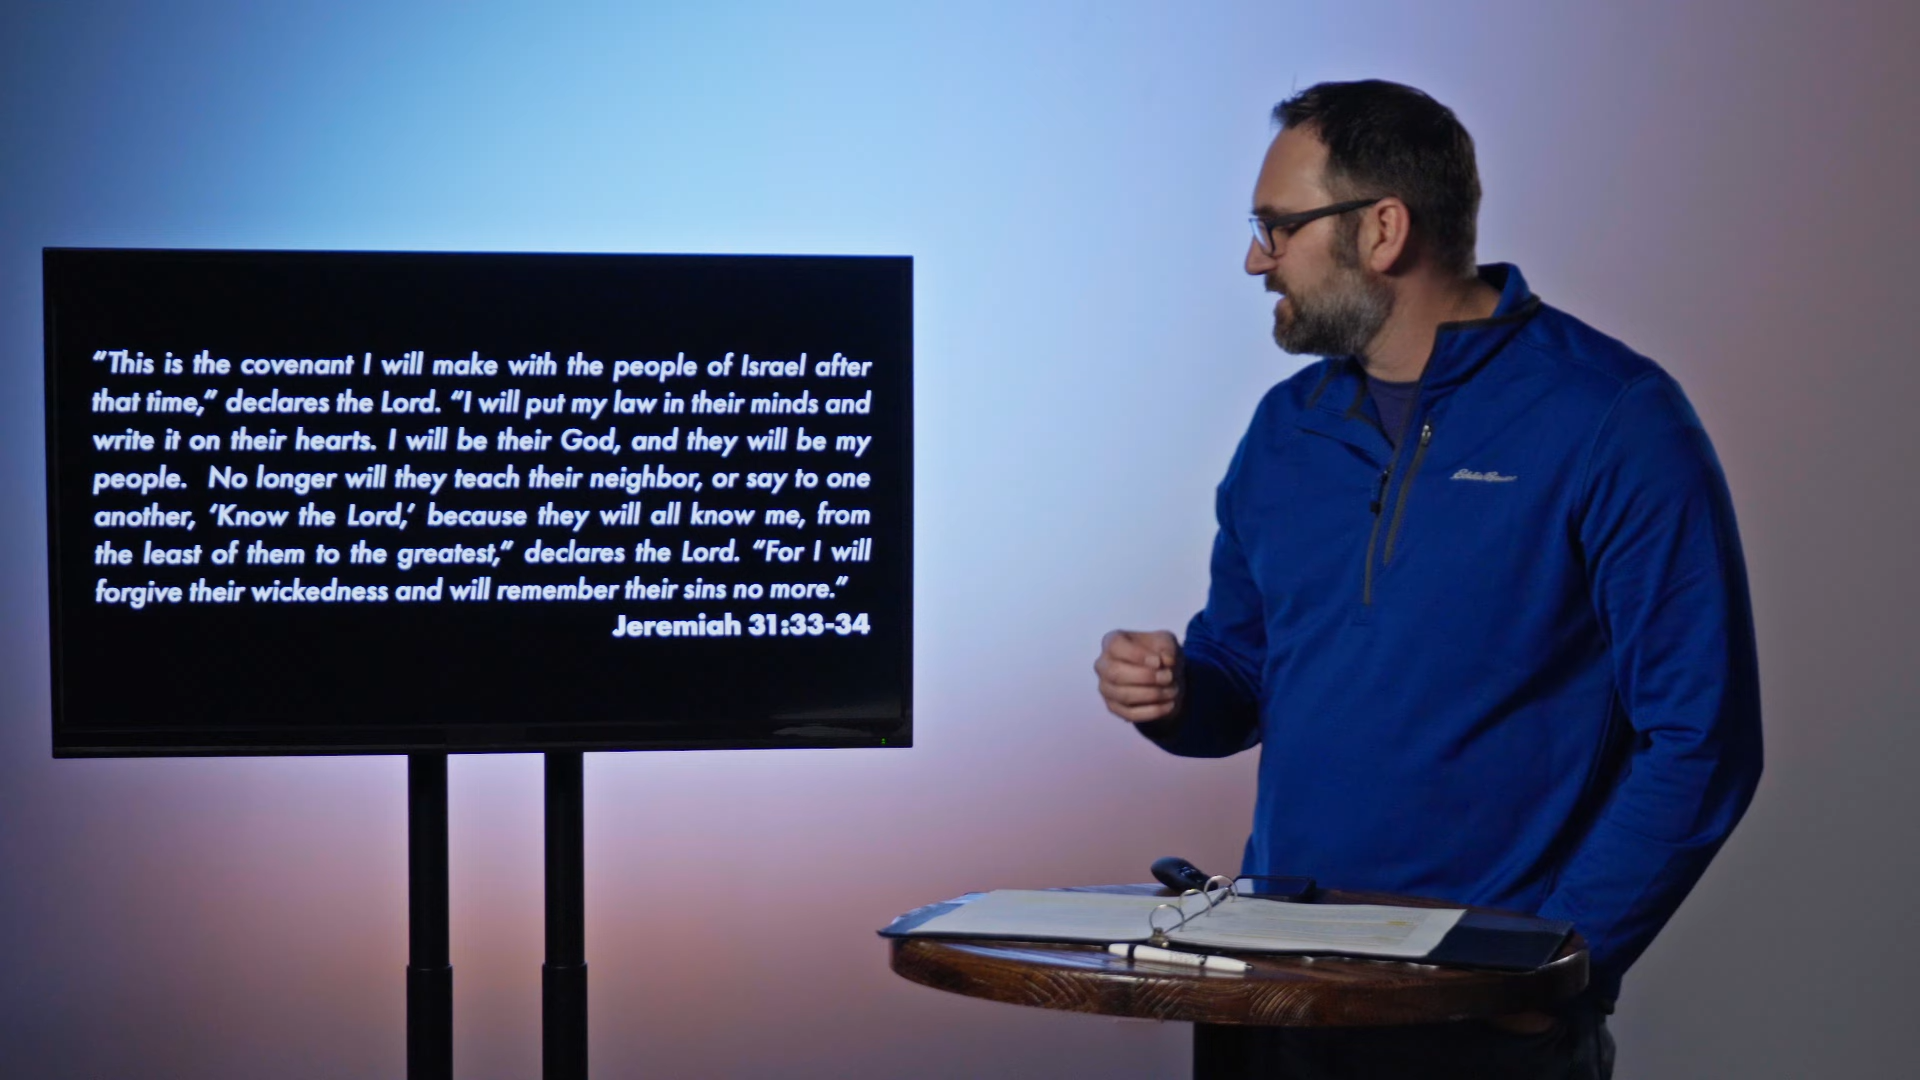 “This is the covenant I will make with the people of Israel after
that time,” declares the Lord. “I will put my law in their minds and
write it on their hearts. I will be their God, and they will be my
people.  No longer will they teach their neighbor, or say to one
another, ‘Know the Lord,’ because they will all know me, from
the least of them to the greatest,” declares the Lord. “For I will
forgive their wickedness and will remember their sins no more.”
Jeremiah 31:33-34
Eddie Bauer